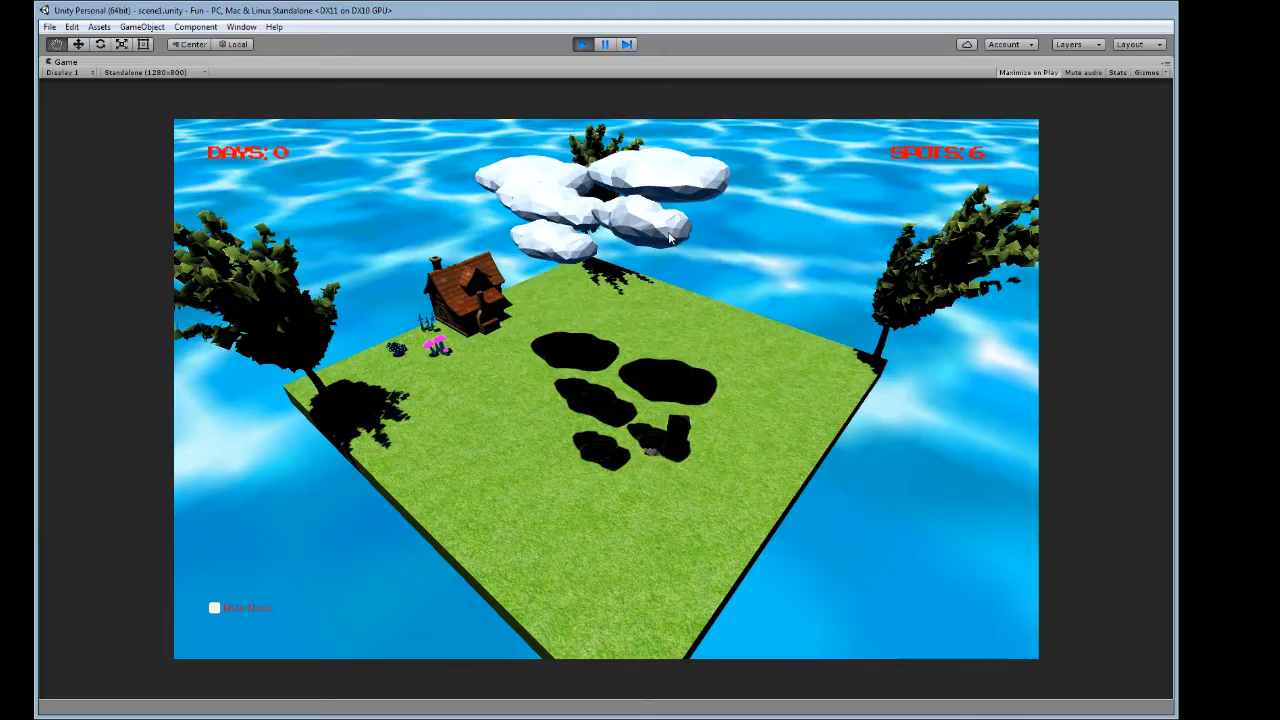 Unity Personal (64bit) - scene1.unity - Fun - PC, Mac & Linux Standalone <DX11 on DX10 GPU>
File Edit Assets GameObject Component Window Help
Center Local Account Layers Layout
Game
Display 1 Standalone (1280x800) Maximize on Play Mute audio Stats Gizmos
DAYS: 0 SPOTS: 6
Mute Music